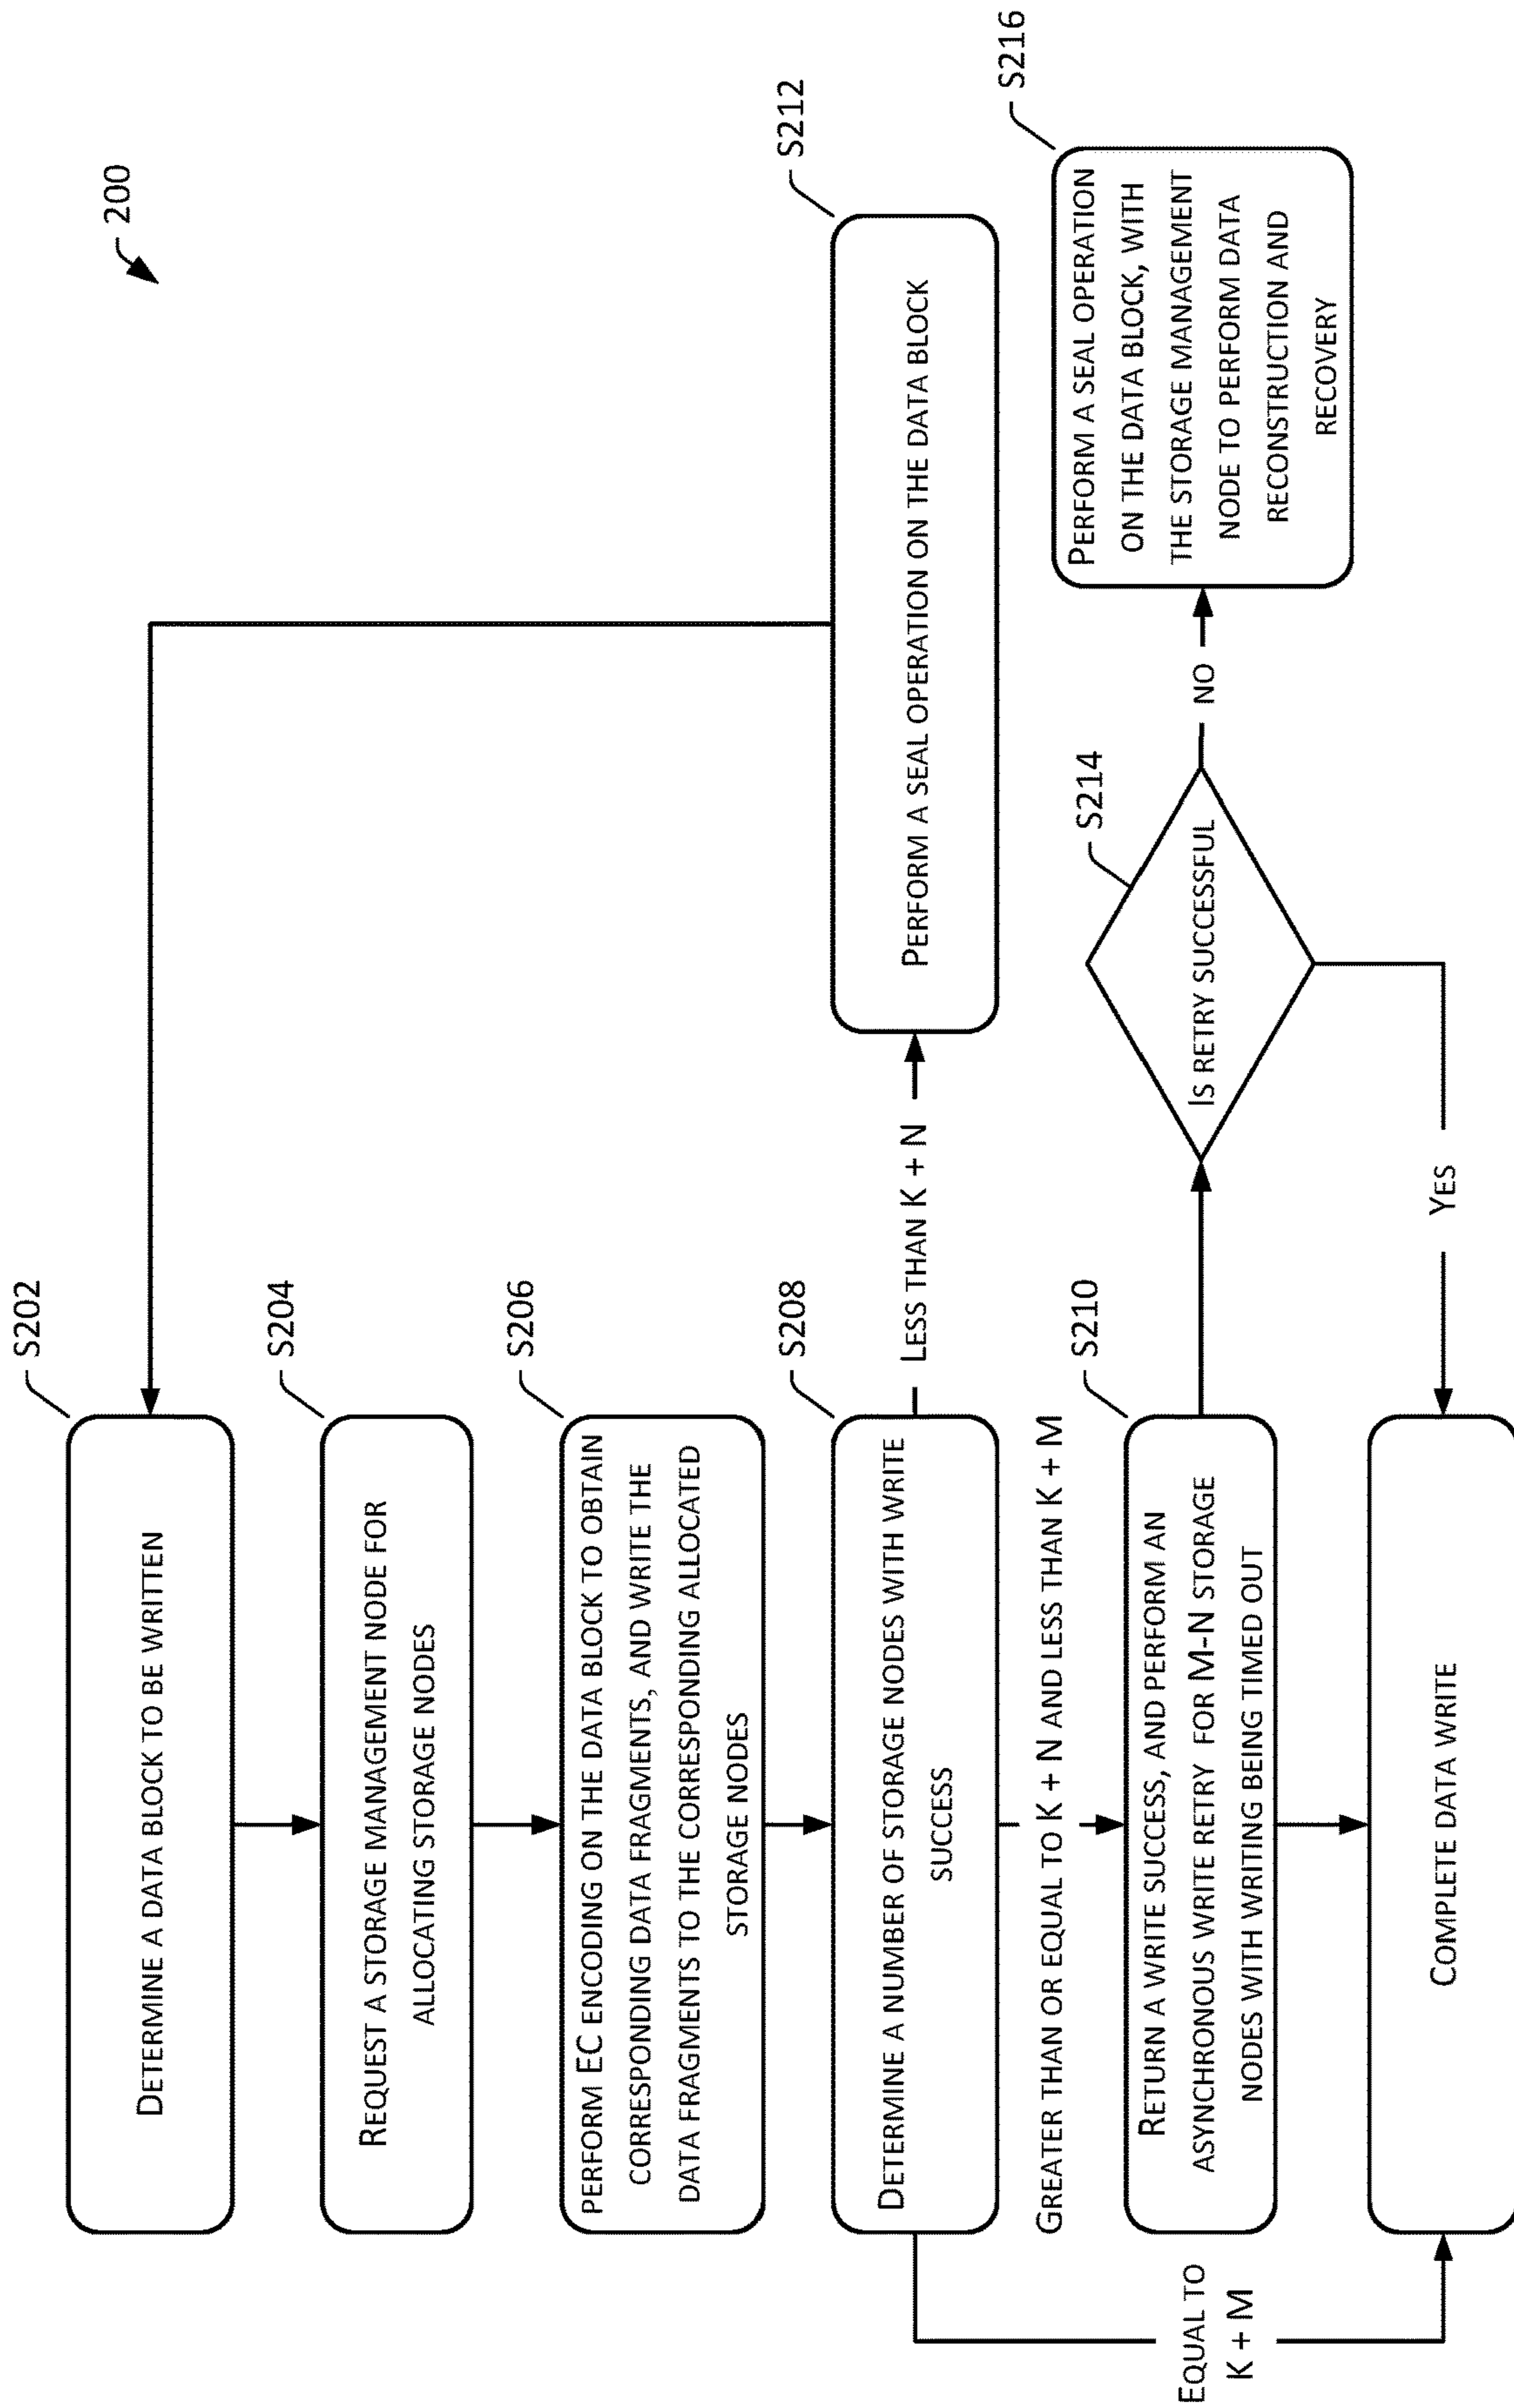 200
S202
DETERMINE A DATA BLOCK TO BE WRITTEN
S204
REQUEST A STORAGE MANAGEMENT NODE FOR
ALLOCATING STORAGE NODES
S206
PERFORM EC ENCODING ON THE DATA BLOCK TO OBTAIN
CORRESPONDING DATA FRAGMENTS, AND WRITE THE
DATA FRAGMENTS TO THE CORRESPONDING ALLOCATED
STORAGE NODES
S208
DETERMINE A NUMBER OF STORAGE NODES WITH WRITE
SUCCESS
LESS THAN K + N
S212
PERFORM A SEAL OPERATION ON THE DATA BLOCK
GREATER THAN OR EQUAL TO K + N AND LESS THAN K + M
S210
RETURN A WRITE SUCCESS, AND PERFORM AN
ASYNCHRONOUS WRITE RETRY FOR M-N STORAGE
NODES WITH WRITING BEING TIMED OUT
S214
IS RETRY SUCCESSFUL
NO
S216
PERFORM A SEAL OPERATION
ON THE DATA BLOCK, WITH
THE STORAGE MANAGEMENT
NODE TO PERFORM DATA
RECONSTRUCTION AND
RECOVERY
YES
EQUAL TO
K + M
COMPLETE DATA WRITE